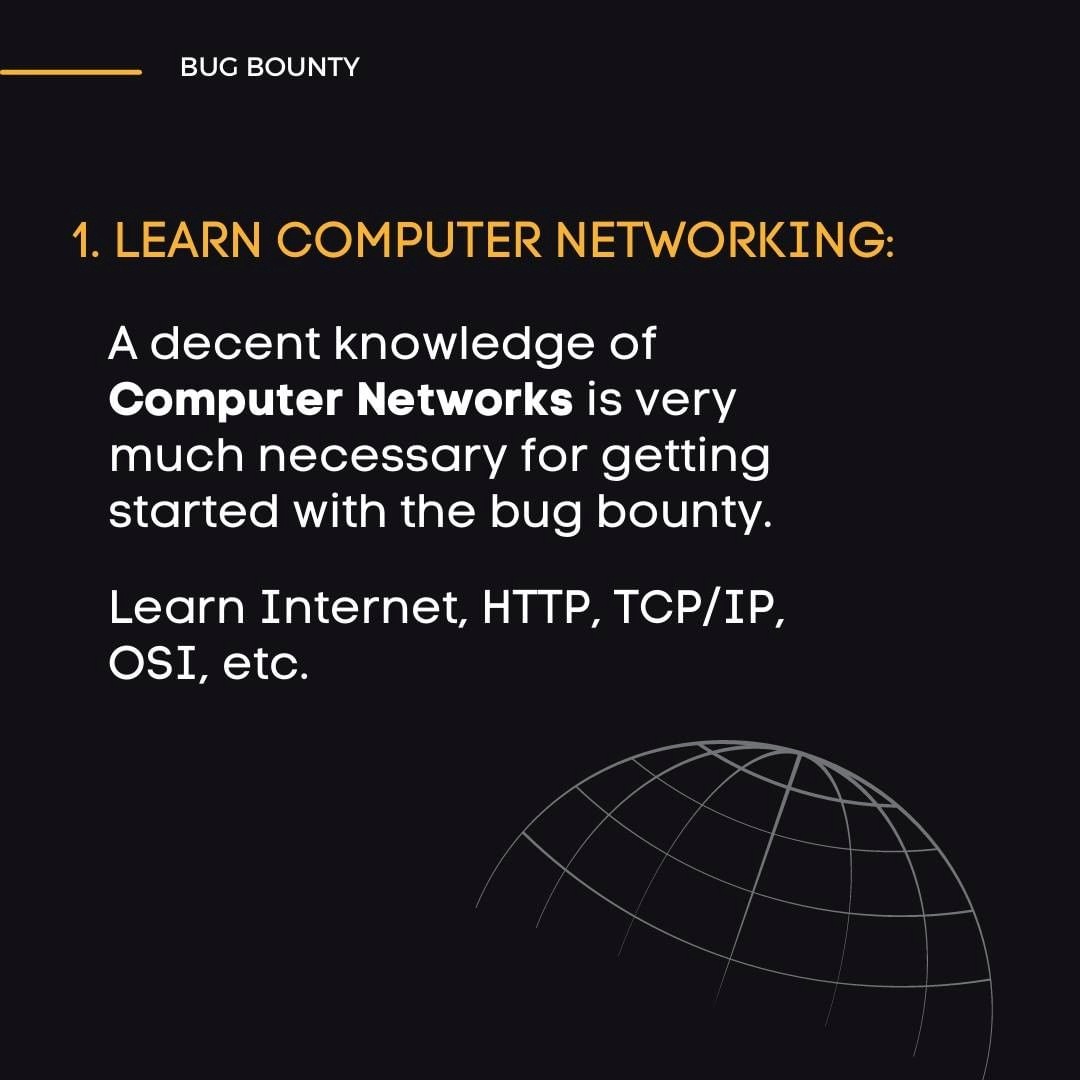 BUG BOUNTY
1. LEARN COMPUTER NETWORKING:
A decent knowledge of
Computer Networks is very
much necessary for getting
started with the bug bounty.
Learn Internet, HTTP, TCP/IP,
OSI, etc.